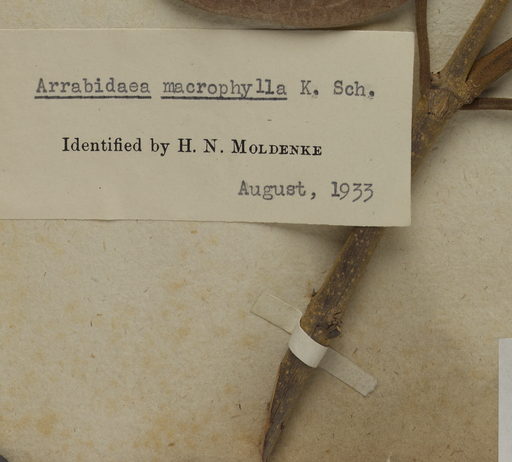 Arrabidaea macrophylla K. Sch.
Identified by H. N. MOLDENKE
August, 1933